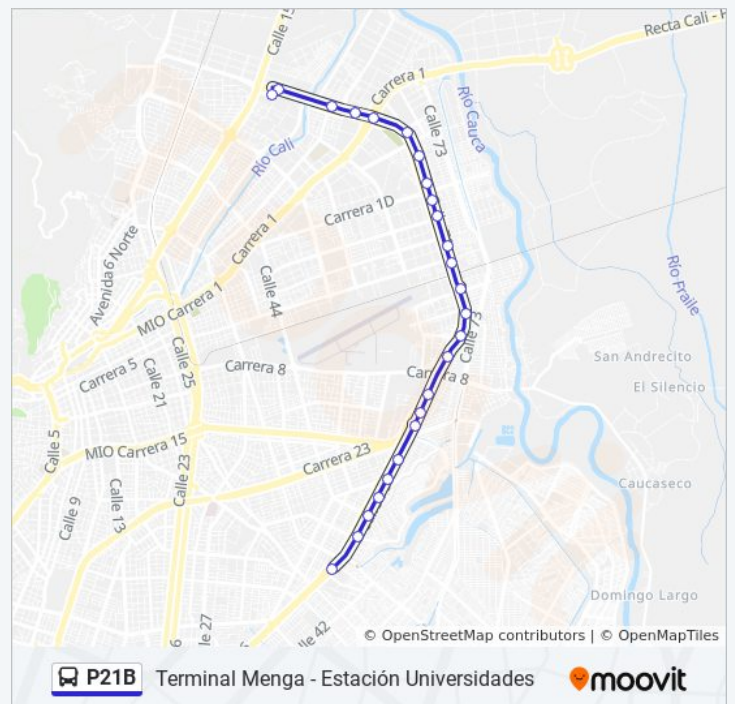 Calle 15
Recta Cali - P
Carrera 1
Río Cauca
Calle 73
Río Cali
Carrera 1D
Carrera 1
Avenida6 Norte
Río Fraile
Calle 44
MIO Carrera 1
Calle 73
San Andrecito
Calle 25
Carrera 8
Carrera 8
Carrera 5
El Silencio
Calle 21
Calle 5
MIO Carrera 15
Carrera 23
Calle 23
Caucaseco
Calle 9
Calle 13
Domingo Largo
lle 27
lle 42
6
© OpenStreetMap contributors | © OpenMapTiles
P21B Terminal Menga - Estación Universidades moovit